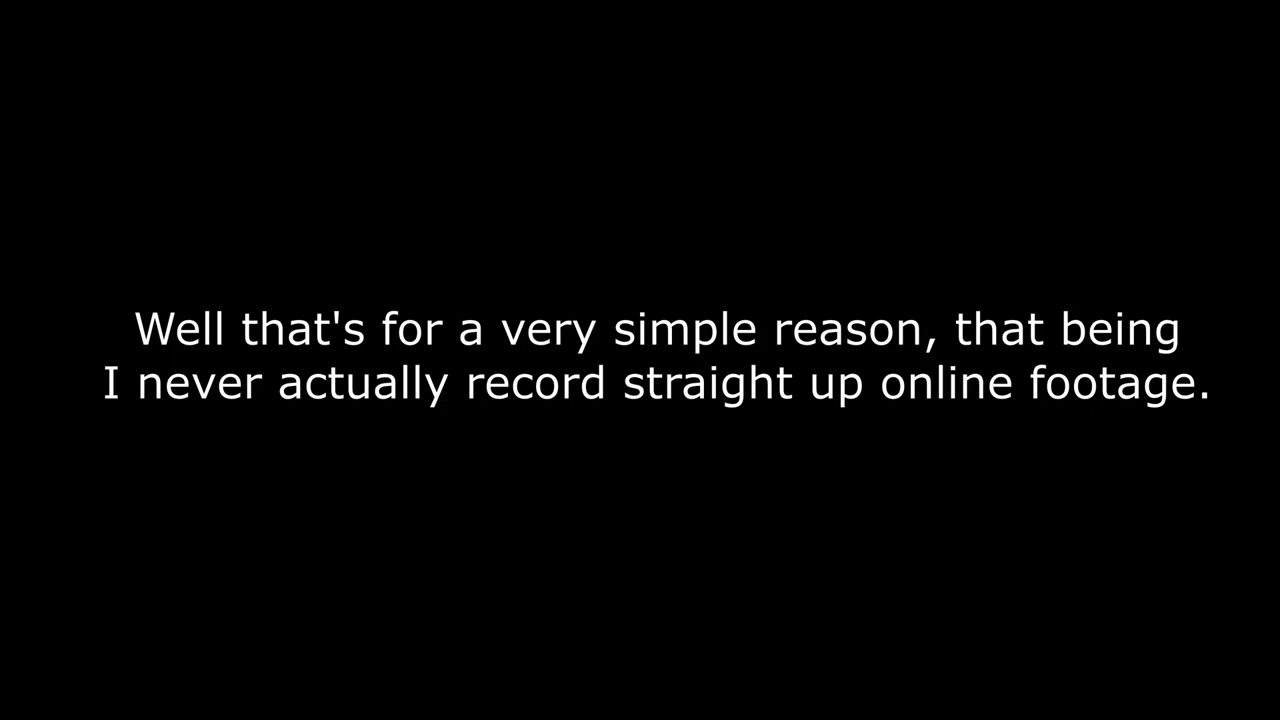 Well that's for a very simple reason, that being
I never actually record straight up online footage.